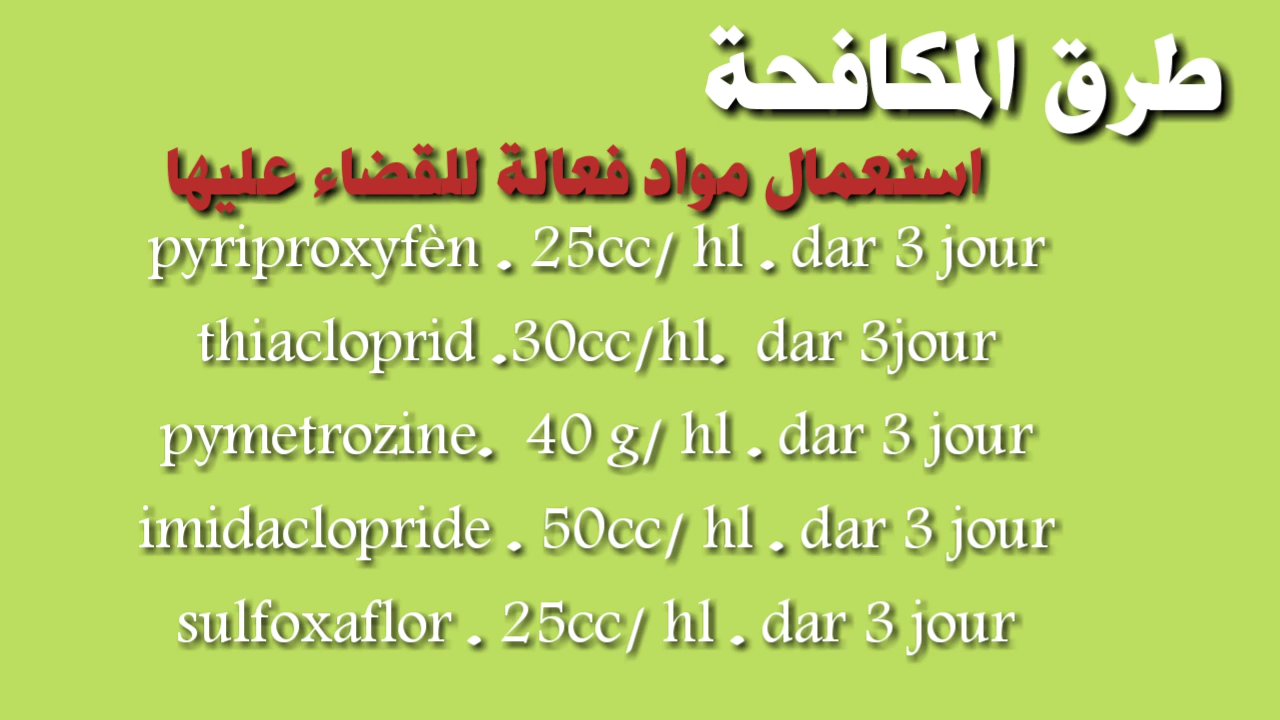 طرق المكافحة
استعمال مواد فعالة للقضاء عليها
pyriproxyfèn . 25cc/ hl . dar 3 jour
thiacloprid .30cc/hl. dar 3jour
pymetrozine. 40 g/ hl . dar 3 jour
imidaclopride . 50cc/ hl . dar 3 jour
sulfoxaflor . 25cc/ hl . dar 3 jour